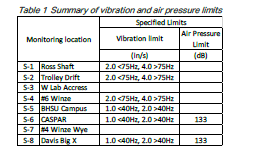 Table 1 Summary of vibration and air pressure limits
Specified Limits
Monitoring location Vibration limit Air Pressure Limit
(in/s) (dB)
S-1 Ross Shaft 2.0 <75Hz, 4.0 >75Hz
S-2 Trolley Drift 2.0 <75Hz, 4.0 >75Hz
S-3 W Lab Accress
S-4 #6 Winze 2.0 <75Hz, 4.0 >75Hz
S-5 BHSU Campus 1.0 <40Hz, 2.0 >40Hz
S-6 CASPAR 1.0 <40Hz, 2.0 >40Hz 133
S-7 #4 Winze Wye
S-8 Davis Big X 1.0 <40Hz, 2.0 >40Hz 133